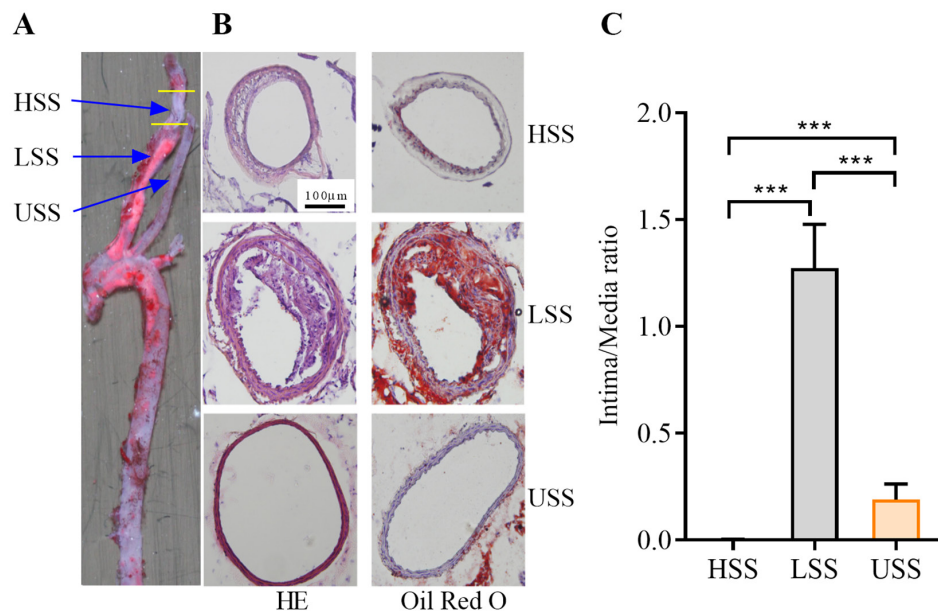 A
B
C
HSS
LSS
USS
100μm
HSS
LSS
USS
HE
Oil Red O
Intima/Media ratio
2.0
1.5
1.0
0.5
0.0
***
***
***
HSS
LSS
USS